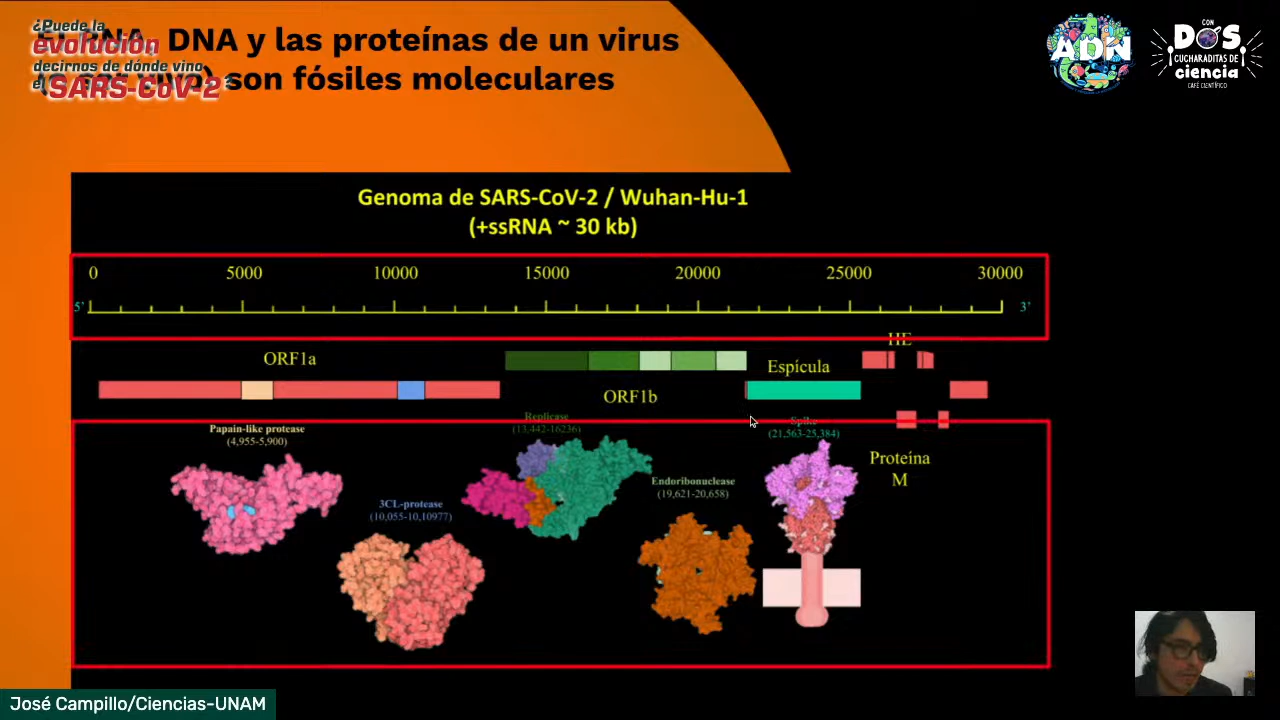 ¿Puede la
evolución
decirnos de dónde vino
el SARS-CoV-2?
RNA, DNA y las proteínas de un virus
son fósiles moleculares
ADN
CON
DOS
CUCHARADITAS DE
ciencia
CAFÉ CIENTÍFICO
Genoma de SARS-CoV-2 / Wuhan-Hu-1
(+ssRNA ~ 30 kb)
0 5000 10000 15000 20000 25000 30000
5’ 3’
HE
ORF1a
Espícula
ORF1b
Replicase
(13,442-16236)
Spike
(21,563-25,384)
Papain-like protease
(4,955-5,900)
Proteína
M
Endoribonuclease
(19,621-20,658)
3CL-protease
(10,055-10,10977)
José Campillo/Ciencias-UNAM